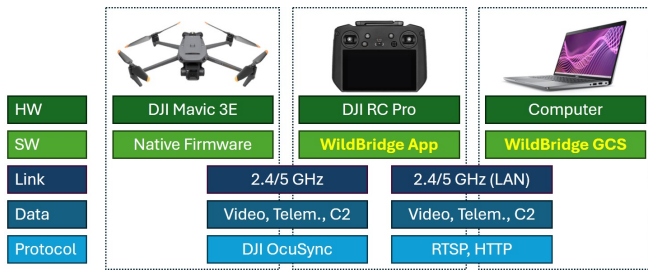 HW
DJI Mavic 3E
DJI RC Pro
Computer
SW
Native Firmware
WildBridge App
WildBridge GCS
Link
2.4/5 GHz
2.4/5 GHz (LAN)
Data
Video, Telem., C2
Video, Telem., C2
Protocol
DJI OcuSync
RTSP, HTTP